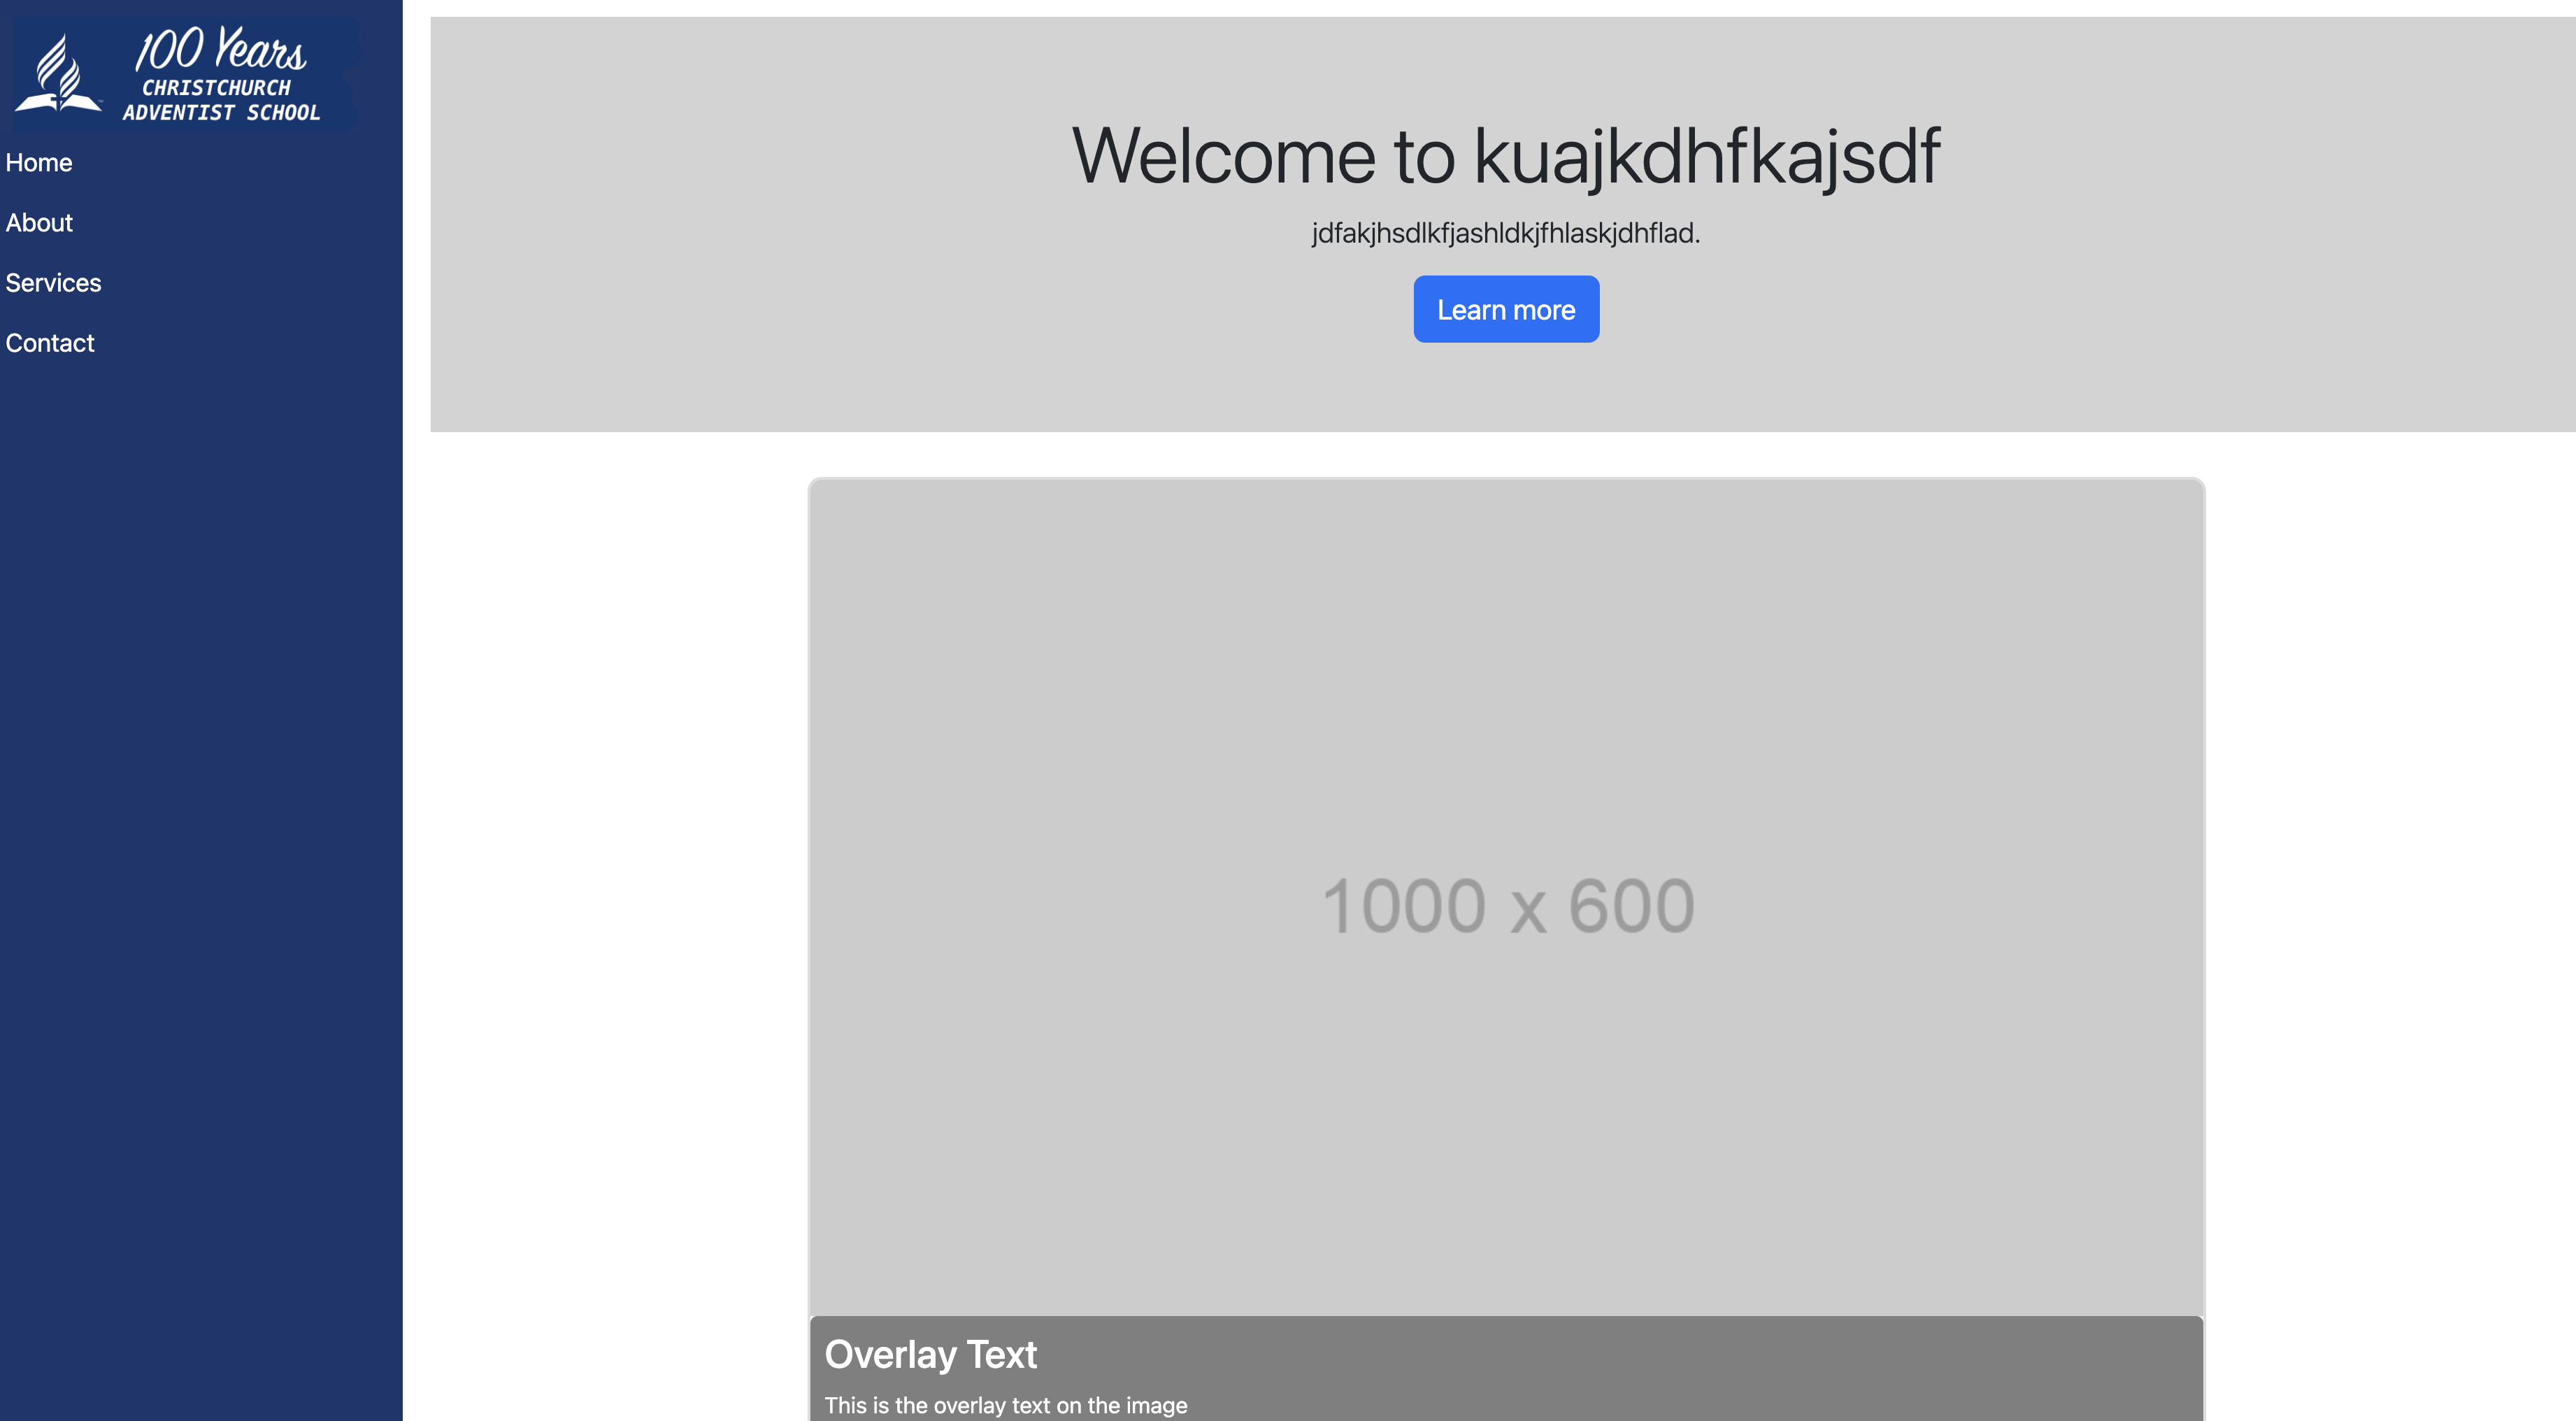 100 Years
CHRISTCHURCH
ADVENTIST SCHOOL
Home
About
Services
Contact
Welcome to kuajkdhfkajsdf
jdfakjhsdlkfjashldkjfhlaskjdhflad.
Learn more
1000 x 600
Overlay Text
This is the overlay text on the image